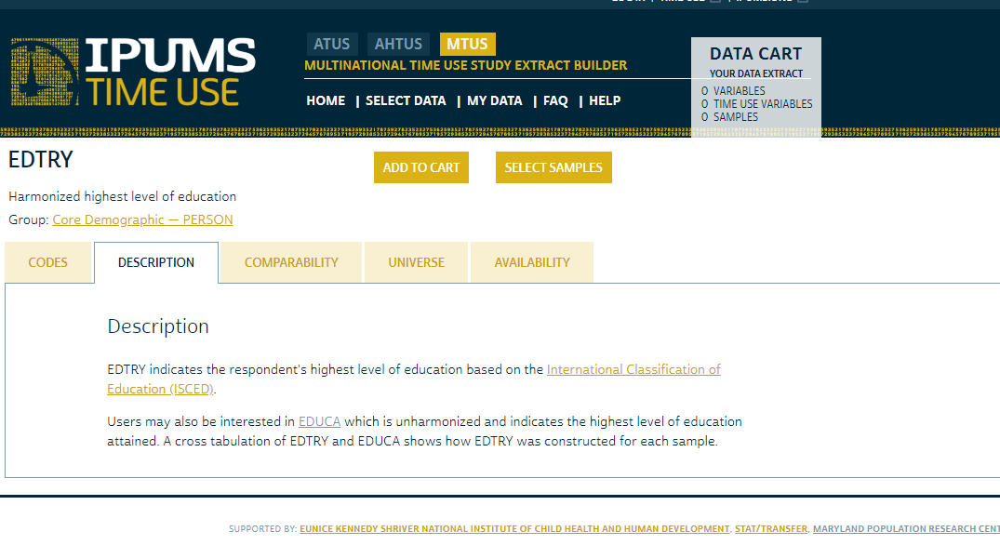 IPUMS
TIME USE
ATUS AHTUS MTUS
MULTINATIONAL TIME USE STUDY EXTRACT BUILDER
HOME | SELECT DATA | MY DATA | FAQ | HELP
DATA CART
YOUR DATA EXTRACT
0 VARIABLES
0 TIME USE VARIABLES
0 SAMPLES
EDTRY
ADD TO CART SELECT SAMPLES
Harmonized highest level of education
Group: Core Demographic — PERSON
CODES DESCRIPTION COMPARABILITY UNIVERSE AVAILABILITY
Description
EDTRY indicates the respondent's highest level of education based on the International Classification of
Education (ISCED).
Users may also be interested in EDUCA which is unharmonized and indicates the highest level of education
attained. A cross tabulation of EDTRY and EDUCA shows how EDTRY was constructed for each sample.
SUPPORTED BY: EUNICE KENNEDY SHRIVER NATIONAL INSTITUTE OF CHILD HEALTH AND HUMAN DEVELOPMENT, STAT/TRANSFER, MARYLAND POPULATION RESEARCH CENT